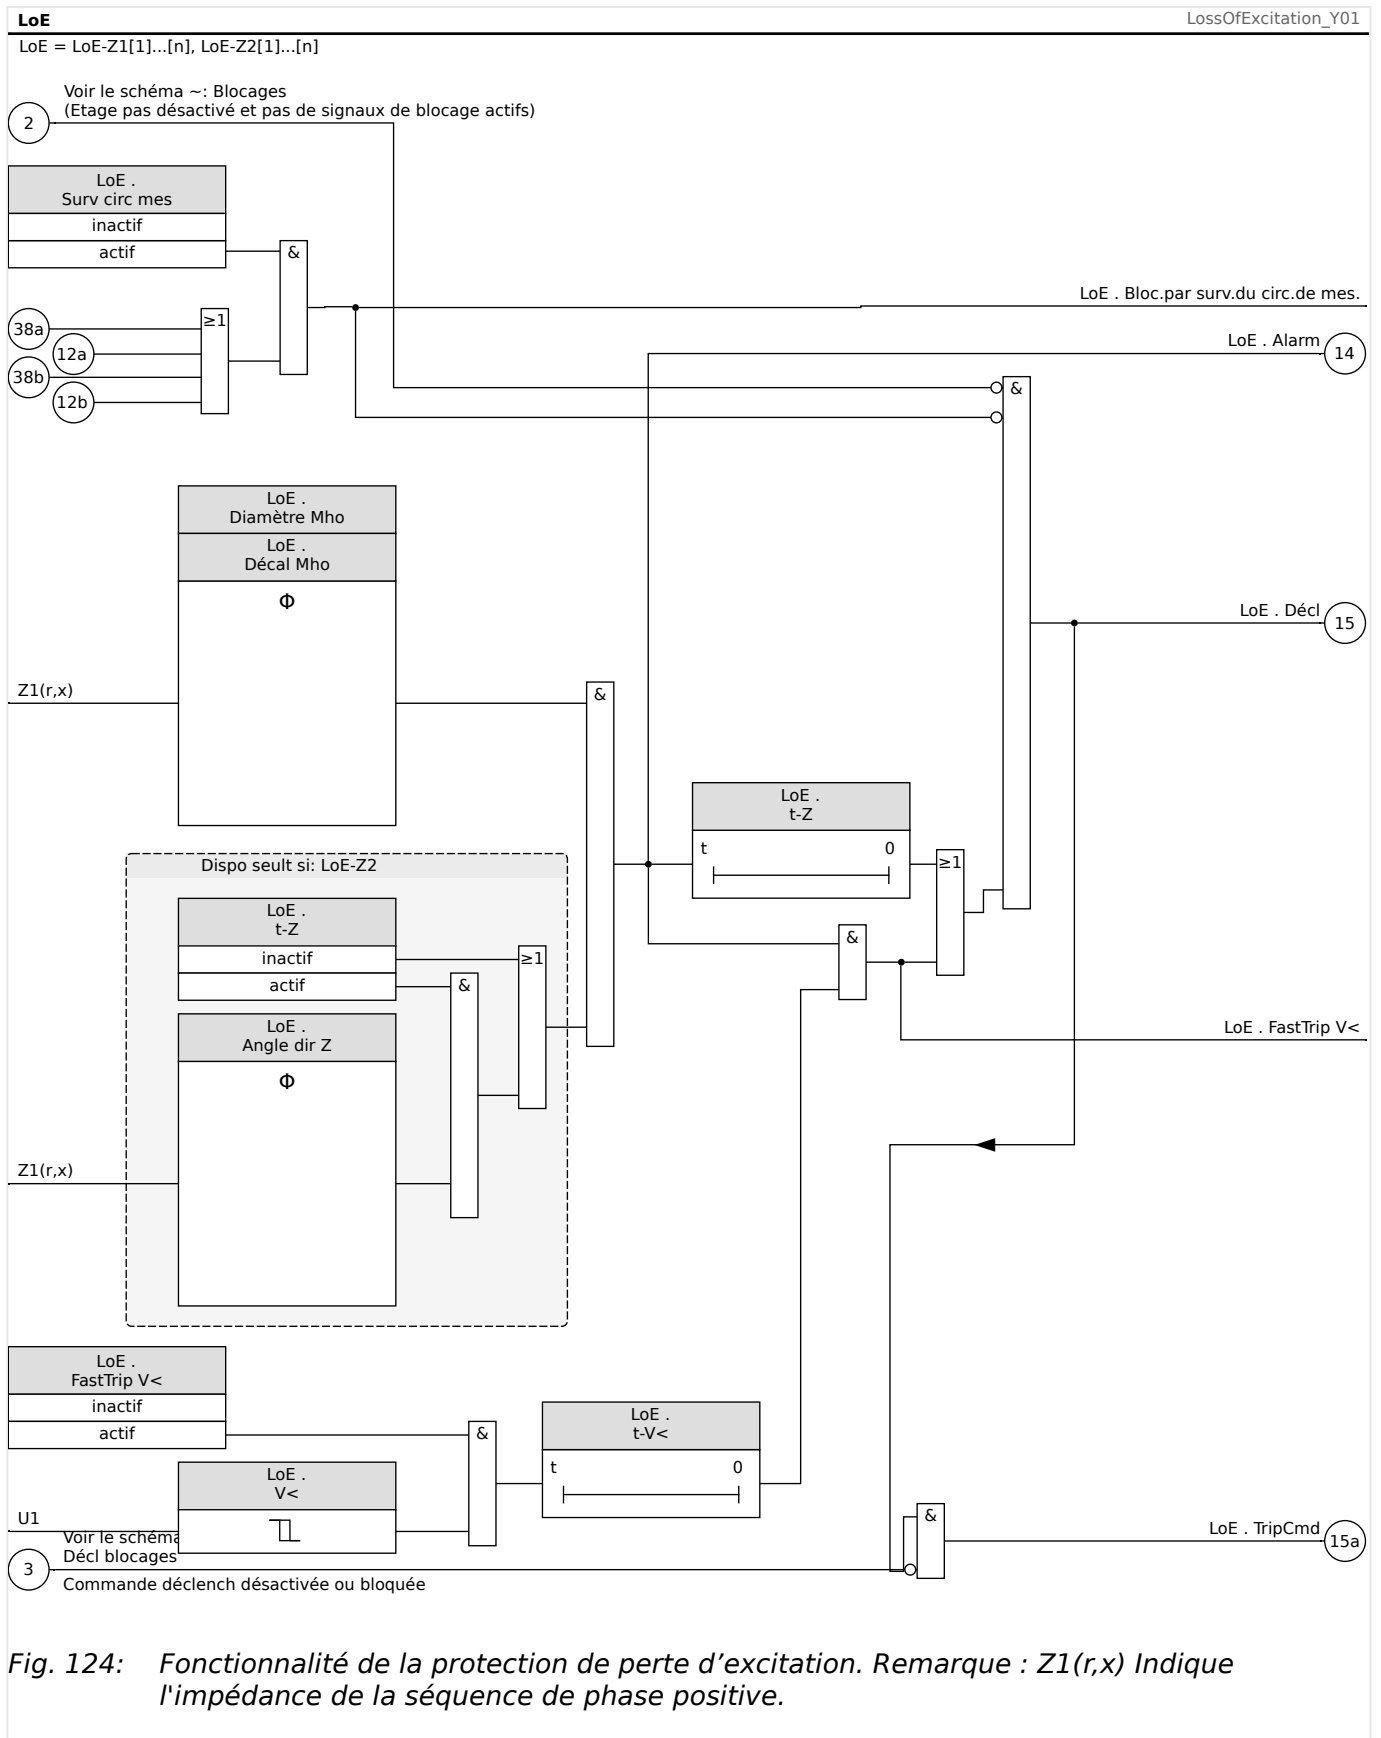 LoE
LossOfExcitation_Y01
LoE = LoE-Z1[1]...[n], LoE-Z2[1]...[n]
Voir le schéma ~: Blocages
(Etage pas désactivé et pas de signaux de blocage actifs)
2
LoE .
Surv circ mes
inactif
actif
&
LoE . Bloc.par surv.du circ.de mes.
38a
≥1
12a
38b
12b
LoE . Alarm
14
&
LoE .
Diamètre Mho
LoE .
Décal Mho
Φ
LoE . Décl
15
Z1(r,x)
&
LoE .
t-Z
t 0
≥1
Dispo seult si: LoE-Z2
LoE .
t-Z
inactif
actif
≥1
&
&
LoE .
Angle dir Z
Φ
LoE . FastTrip V<
Z1(r,x)
LoE .
FastTrip V<
inactif
actif
&
LoE .
t-V<
t 0
LoE .
V<
U1
Voir le schéma
Décl blocages
3
Commande déclench désactivée ou bloquée
&
LoE . TripCmd
15a
Fig. 124: Fonctionnalité de la protection de perte d’excitation. Remarque : Z1(r,x) Indique
l'impédance de la séquence de phase positive.